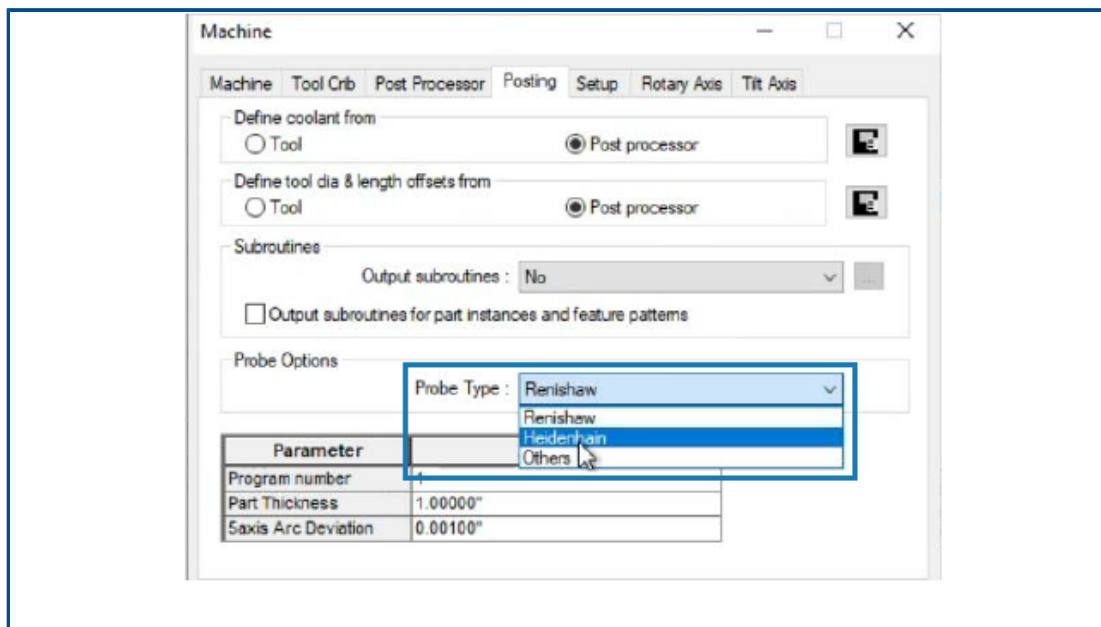 Machine
Machine Tool Crib Post Processor Posting Setup Rotary Axis Tilt Axis
Define coolant from
Tool Post processor
Define tool dia & length offsets from
Tool Post processor
Subroutines
Output subroutines : No
Output subroutines for part instances and feature patterns
Probe Options
Probe Type : Renishaw
Renishaw
Heidenhain
Others
Parameter
Program number
Part Thickness 1.00000"
5axis Arc Deviation 0.00100"